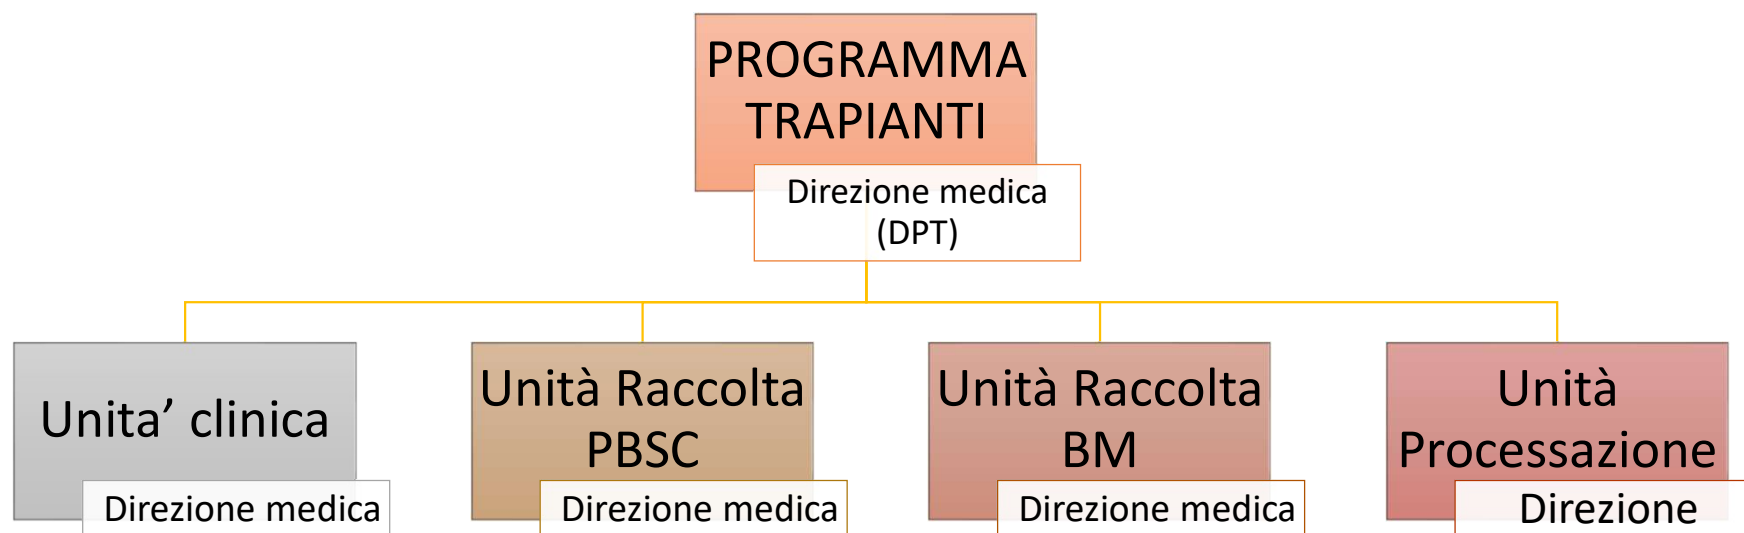 PROGRAMMA
TRAPIANTI
Direzione medica
(DPT)
Unita’ clinica
Direzione medica
Unità Raccolta
PBSC
Direzione medica
Unità Raccolta
BM
Direzione medica
Unità
Processazione
Direzione